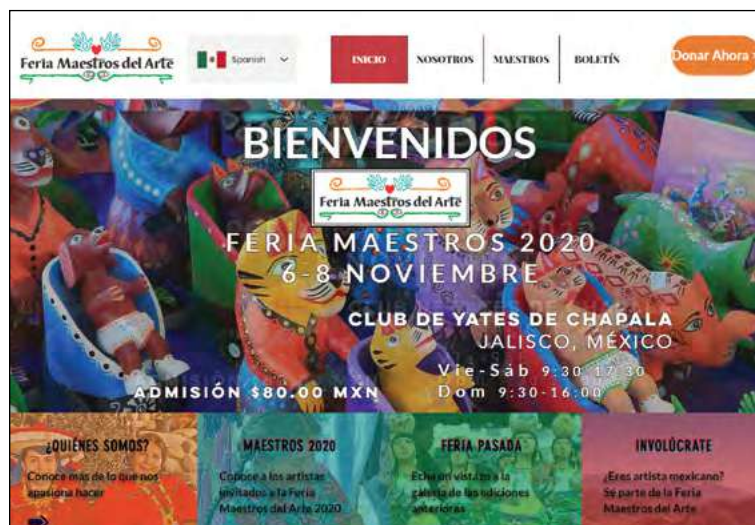 Feria Maestros del Arte
Spanish
INICIO
NOSOTROS
MAESTROS
BOLETÍN
Donar Ahora
BIENVENIDOS
Feria Maestros del Arte
FERIA MAESTROS 2020
6-8 NOVIEMBRE
CLUB DE YATES DE CHAPALA
JALISCO, MÉXICO
Vie-Sáb 9:30-17:30
ADMISIÓN $80.00 MXN
Dom 9:30-16:00
¿QUIÉNES SOMOS?
Conoce más de lo que nos
apasiona hacer
MAESTROS 2020
Conoce a los artistas
invitados a la Feria
Maestros del Arte 2020
FERIA PASADA
Echa un vistazo a la
galería de las ediciones
anteriores
INVOLÚCRATE
¿Eres artista mexicano?
Sé parte de la Feria
Maestros del Arte